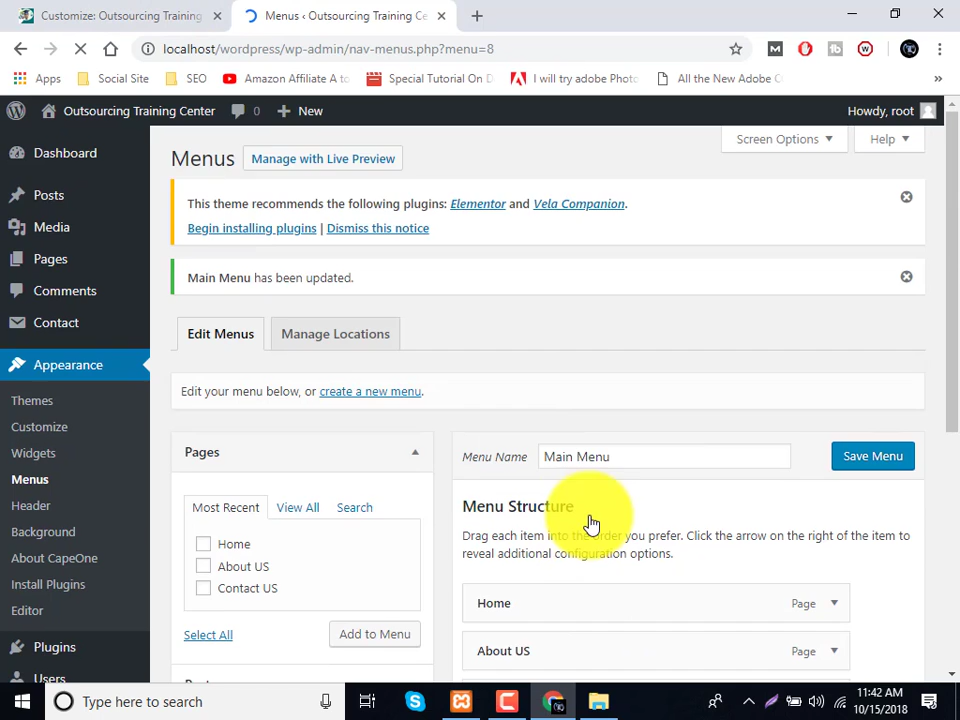 Customize: Outsourcing Training
Menus ‹ Outsourcing Training Ce
localhost/wordpress/wp-admin/nav-menus.php?menu=8
Apps
Social Site
SEO
Amazon Affiliate A to
Special Tutorial On D
I will try adobe Photo
All the New Adobe C
»
Outsourcing Training Center
0
New
Howdy, root
Dashboard
Posts
Media
Pages
Comments
Contact
Appearance
Themes
Customize
Widgets
Menus
Header
Background
About CapeOne
Install Plugins
Editor
Plugins
Users
Screen Options
Help
Menus
Manage with Live Preview
This theme recommends the following plugins: Elementor and Vela Companion.
Begin installing plugins | Dismiss this notice
Main Menu has been updated.
Edit Menus
Manage Locations
Edit your menu below, or create a new menu.
Pages
Most Recent
View All
Search
Home
About US
Contact US
Select All
Add to Menu
Menu Name
Main Menu
Save Menu
Menu Structure
Drag each item into the order you prefer. Click the arrow on the right of the item to
reveal additional configuration options.
Home
Page
About US
Page
Type here to search
11:42 AM
10/15/2018